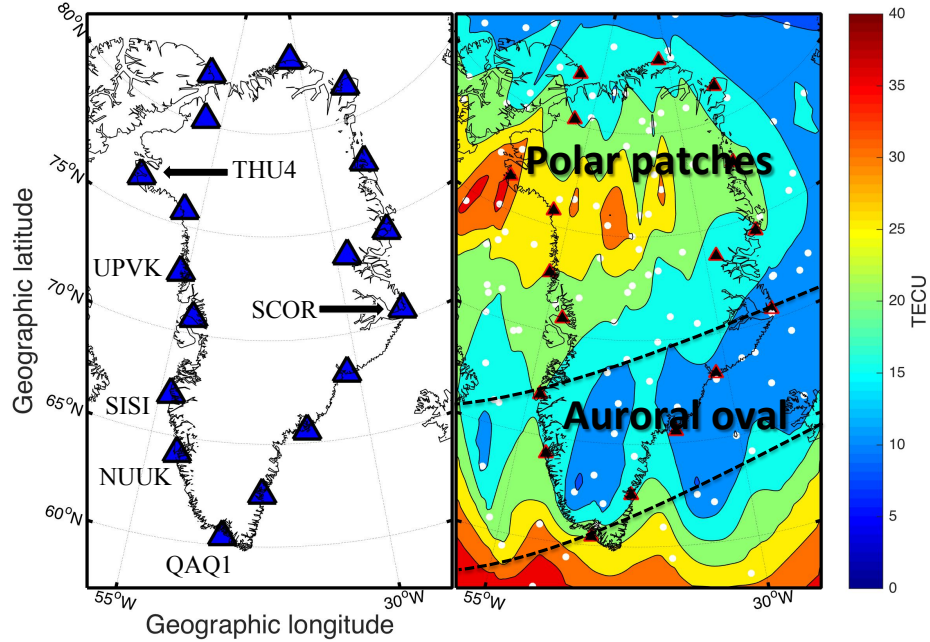 80°N
75°N
70°N
65°N
60°N
Geographic latitude
THU4
UPVK
SCOR
SISI
NUUK
QAQ1
55°W
30°W
Geographic longitude
Polar patches
Auroral oval
55°W
30°W
40
35
30
25
20
15
10
5
0
TECU